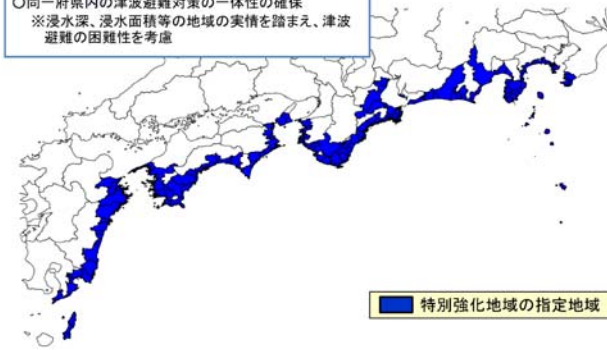 ○同一府県内の津波避難対策の一体性の確保
※浸水深、浸水面積等の地域の実情を踏まえ、津波
避難の困難性を考慮
特別強化地域の指定地域